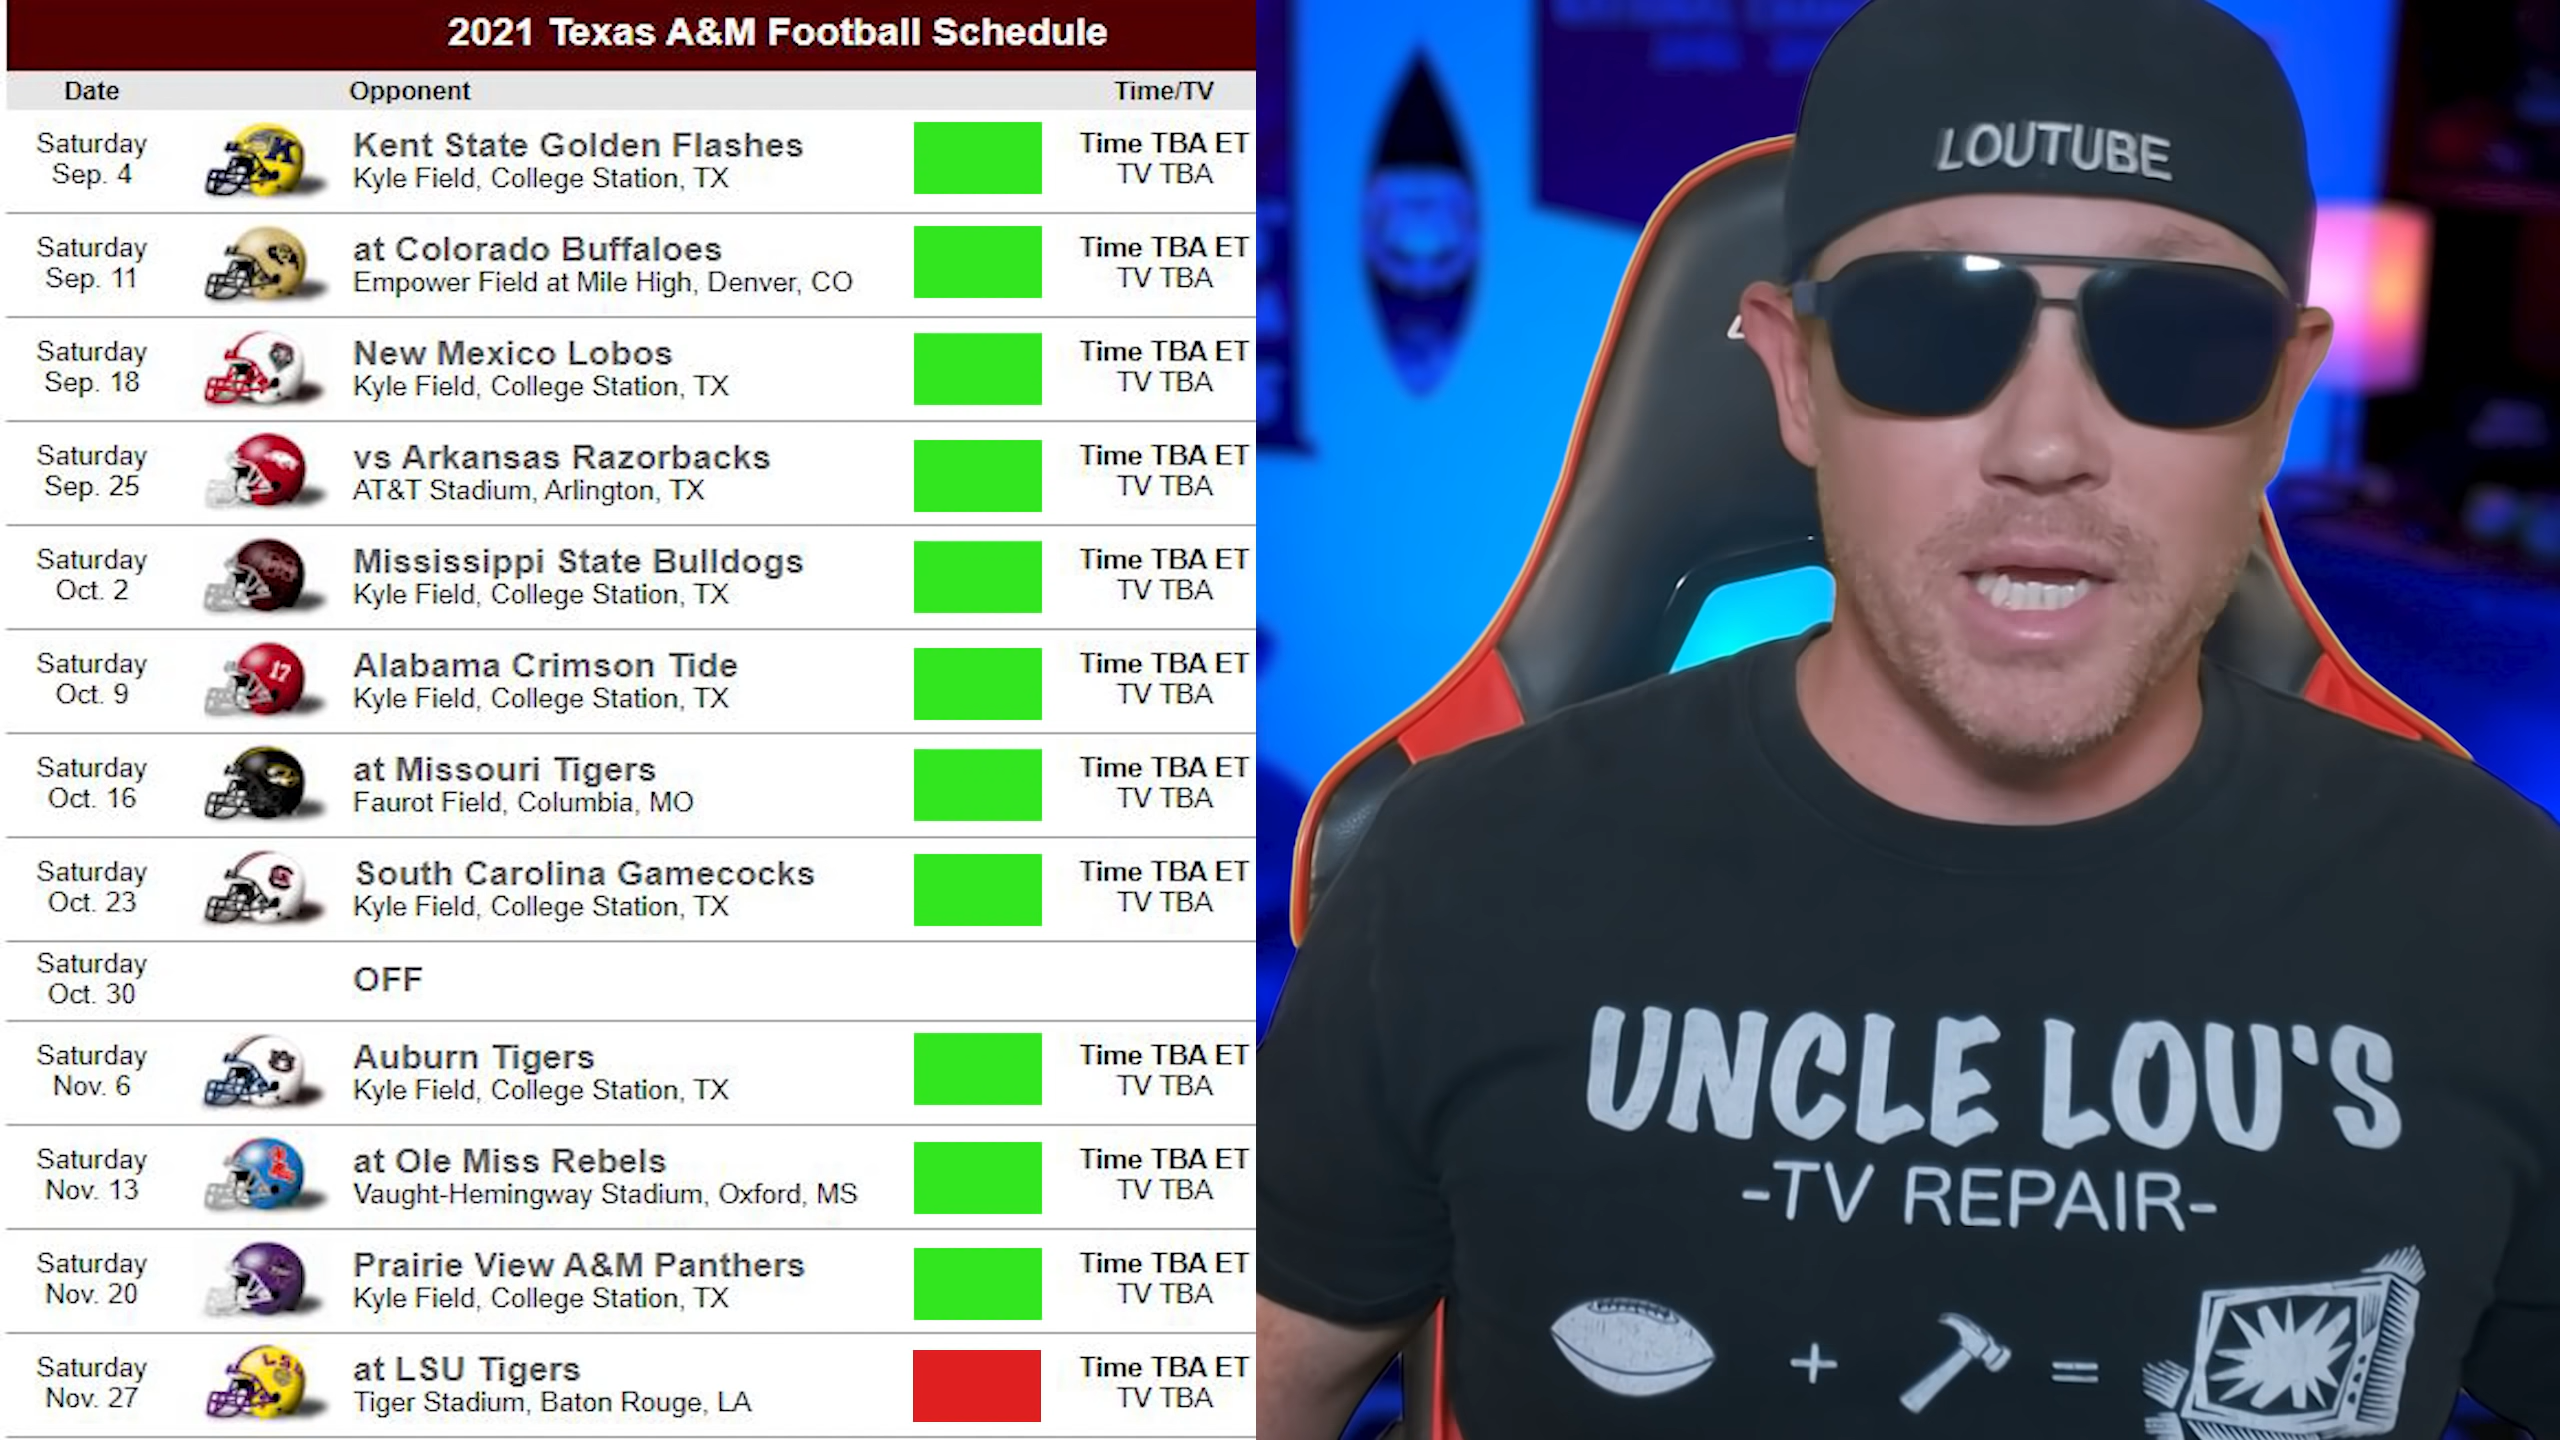 2021 Texas A&M Football Schedule
Date Opponent Time/TV
Saturday Kent State Golden Flashes Time TBA ET
Sep. 4 Kyle Field, College Station, TX TV TBA
Saturday at Colorado Buffaloes Time TBA ET
Sep. 11 Empower Field at Mile High, Denver, CO TV TBA
Saturday New Mexico Lobos Time TBA ET
Sep. 18 Kyle Field, College Station, TX TV TBA
Saturday vs Arkansas Razorbacks Time TBA ET
Sep. 25 AT&T Stadium, Arlington, TX TV TBA
Saturday Mississippi State Bulldogs Time TBA ET
Oct. 2 Kyle Field, College Station, TX TV TBA
Saturday Alabama Crimson Tide Time TBA ET
Oct. 9 Kyle Field, College Station, TX TV TBA
17
Saturday at Missouri Tigers Time TBA ET
Oct. 16 Faurot Field, Columbia, MO TV TBA
Saturday South Carolina Gamecocks Time TBA ET
Oct. 23 Kyle Field, College Station, TX TV TBA
Saturday OFF
Oct. 30
Saturday Auburn Tigers Time TBA ET
Nov. 6 Kyle Field, College Station, TX TV TBA
Saturday at Ole Miss Rebels Time TBA ET
Nov. 13 Vaught-Hemingway Stadium, Oxford, MS TV TBA
Saturday Prairie View A&M Panthers Time TBA ET
Nov. 20 Kyle Field, College Station, TX TV TBA
Saturday at LSU Tigers Time TBA ET
Nov. 27 Tiger Stadium, Baton Rouge, LA TV TBA
LSU
LOUTUBE
UNCLE LOU'S
-TV REPAIR-
+ =